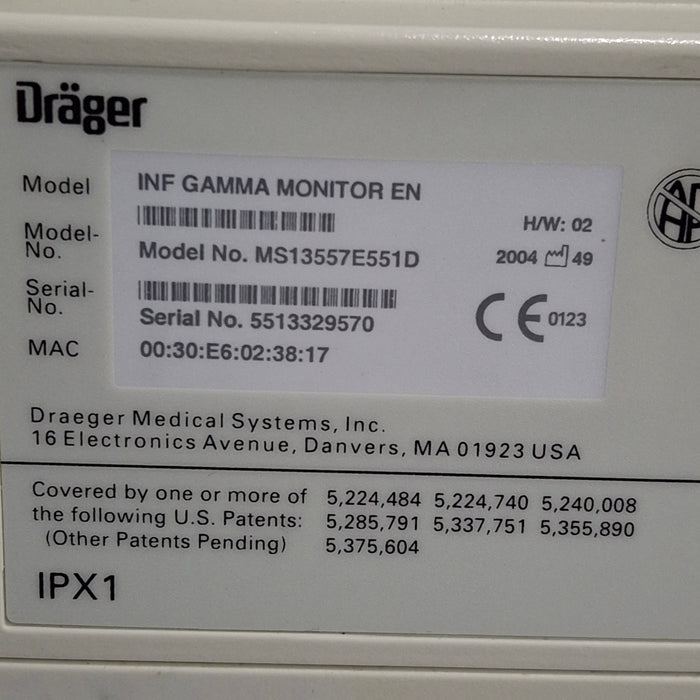 Dräger
Model INF GAMMA MONITOR EN
H/W: 02
Model-No. Model No. MS13557E551D
2004 49
Serial-No. Serial No. 5513329570
CE 0123
MAC 00:30:E6:02:38:17
Draeger Medical Systems, Inc.
16 Electronics Avenue, Danvers, MA 01923 USA
Covered by one or more of 5,224,484 5,224,740 5,240,008
the following U.S. Patents: 5,285,791 5,337,751 5,355,890
(Other Patents Pending) 5,375,604
IPX1